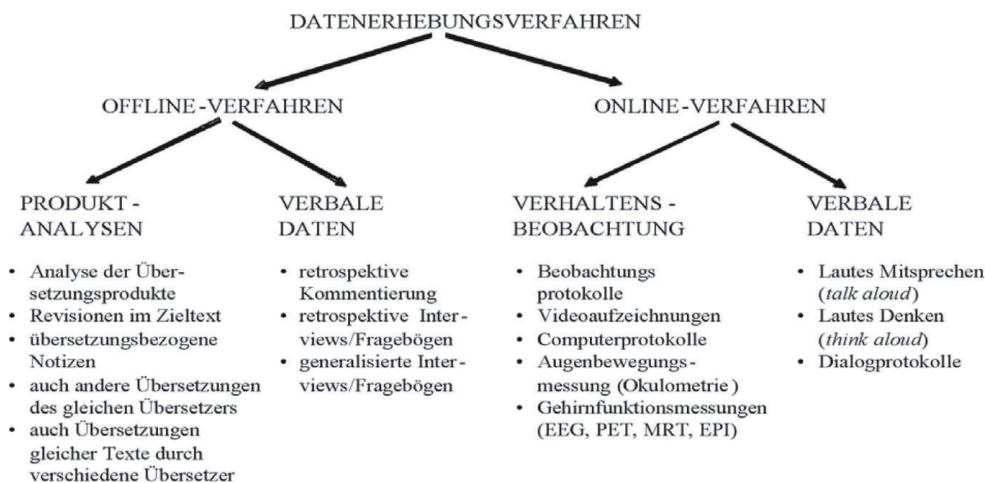 DATENERHEBUNGSVERFAHREN
OFFLINE-VERFAHREN
ONLINE-VERFAHREN
PRODUKT-
ANALYSEN
• Analyse der Über-
setzungsprodukte
• Revisionen im Zieltext
• übersetzungsbezogene
Notizen
• auch andere Übersetzungen
des gleichen Übersetzers
• auch Übersetzungen
gleicher Texte durch
verschiedene Übersetzer
VERBALE
DATEN
• retrospektive
Kommentierung
• retrospektive Inter-
views/Fragebögen
• generalisierte Inter-
views/Fragebögen
VERHALTENS-
BEOBACHTUNG
• Beobachtungs
protokolle
• Videoaufzeichnungen
• Computerprotokolle
• Augenbewegungs-
messung (Okulometrie)
• Gehirnfunktionsmessungen
(EEG, PET, MRT, EPI)
VERBALE
DATEN
• Lautes Mitsprechen
(talk aloud)
• Lautes Denken
(think aloud)
• Dialogprotokolle